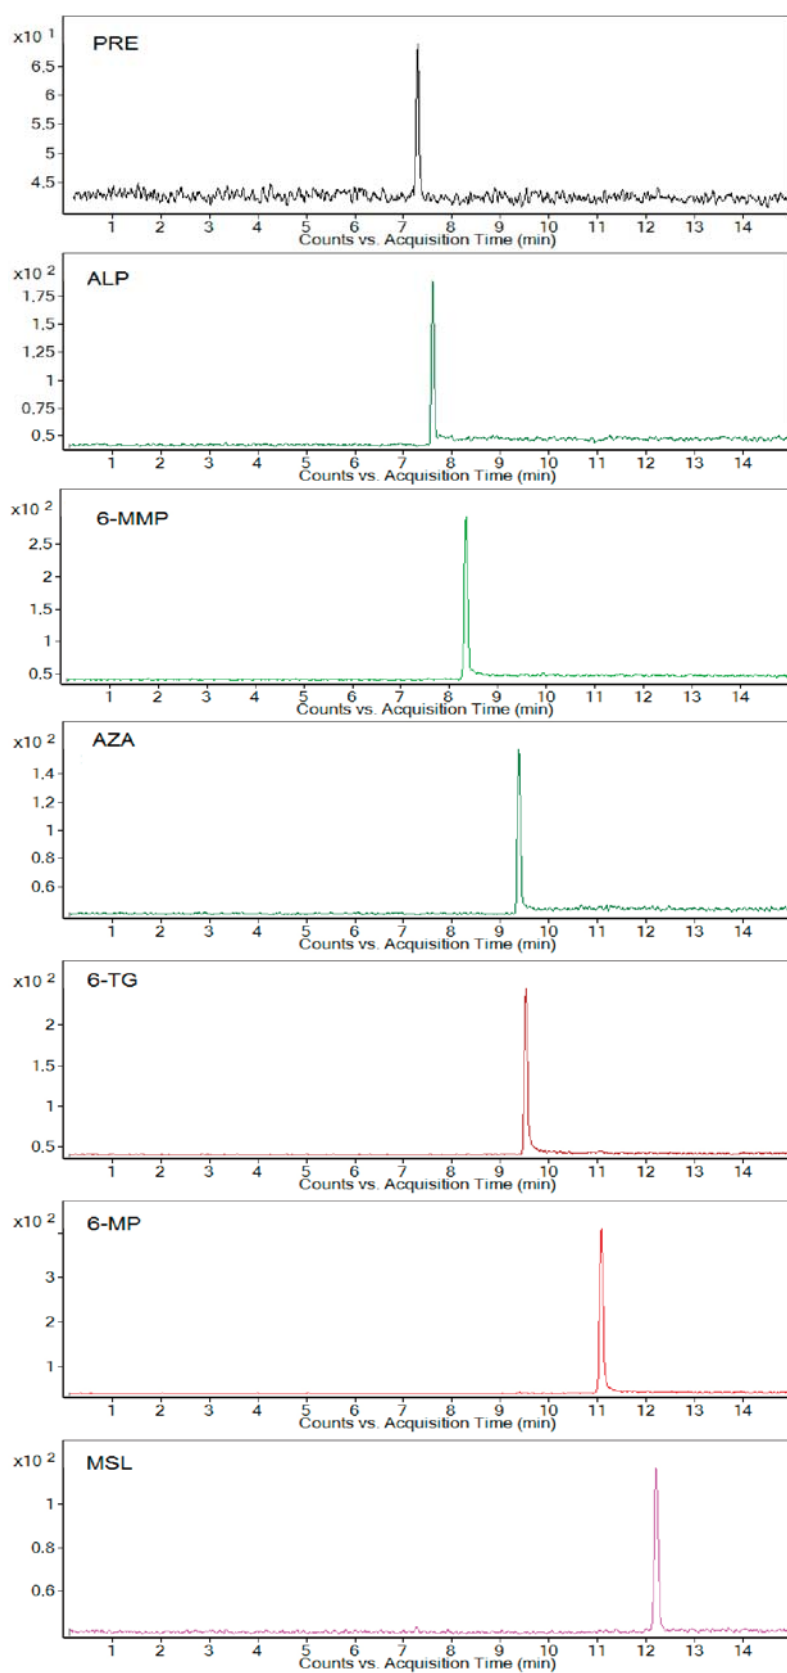 x10 1
PRE
6,5
6
5,5
5
4,5
1 2 3 4 5 6 7 8 9 10 11 12 13 14
Counts vs. Acquisition Time (min)
x10 2
ALP
1,75
1,5
1,25
1
0,75
0,5
1 2 3 4 5 6 7 8 9 10 11 12 13 14
Counts vs. Acquisition Time (min)
x10 2
6-MMP
2,5
2
1,5
1
0,5
1 2 3 4 5 6 7 8 9 10 11 12 13 14
Counts vs. Acquisition Time (min)
x10 2
AZA
1,4
1,2
1
0,8
0,6
1 2 3 4 5 6 7 8 9 10 11 12 13 14
Counts vs. Acquisition Time (min)
x10 2
6-TG
2
1,5
1
0,5
1 2 3 4 5 6 7 8 9 10 11 12 13 14
Counts vs. Acquisition Time (min)
x10 2
6-MP
3
2
1
1 2 3 4 5 6 7 8 9 10 11 12 13 14
Counts vs. Acquisition Time (min)
x10 2
MSL
1
0,8
0,6
1 2 3 4 5 6 7 8 9 10 11 12 13 14
Counts vs. Acquisition Time (min)